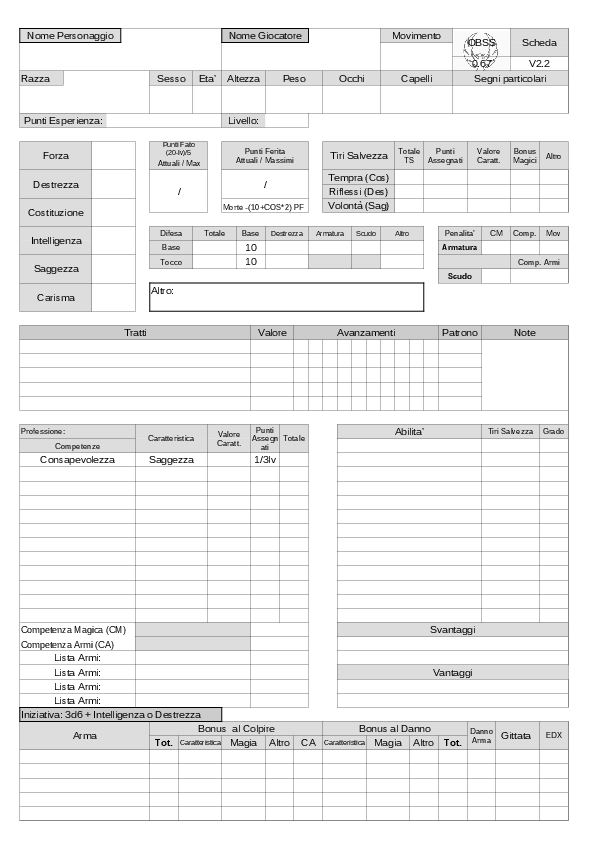 Nome Personaggio Nome Giocatore Movimento OBSS Scheda
0.67 V2.2
Razza Sesso Eta' Altezza Peso Occhi Capelli Segni particolari
Punti Esperienza: Livello:
Forza
Destrezza
Costituzione
Intelligenza
Saggezza
Carisma
Punti Fato
(20-lv)/5
Attuali / Max
/
Punti Ferita
Attuali / Massimi
/
Morte -(10+COS*2) PF
Tiri Salvezza Totale TS Punti Assegnati Valore Caratt. Bonus Magici Altro
Tempra (Cos)
Riflessi (Des)
Volontà (Sag)
Difesa Totale Base Destrezza Armatura Scudo Altro
Base 10
Tocco 10
Penalita' CM Comp. Mov
Armatura
Comp. Armi
Scudo
Altro:
Tratti Valore Avanzamenti Patrono Note
Professione:
Competenze Caratteristica Valore Caratt. Punti Assegnati Totale
Consapevolezza Saggezza 1/3lv
Competenza Magica (CM)
Competenza Armi (CA)
Lista Armi:
Lista Armi:
Lista Armi:
Lista Armi:
Abilita' Tiri Salvezza Grado
Svantaggi
Vantaggi
Iniziativa: 3d6 + Intelligenza o Destrezza
Arma Bonus al Colpire Bonus al Danno Danno Arma Gittata EDX
Tot. Caratteristica Magia Altro CA Caratteristica Magia Altro Tot.